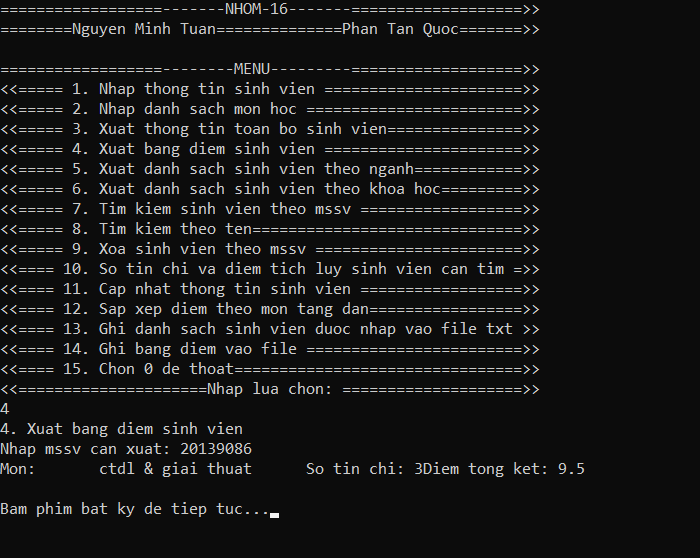 ==================-------NHOM-16-------===================>>
========Nguyen Minh Tuan==============Phan Tan Quoc=======>>
==================--------MENU---------===================>>
<<===== 1. Nhap thong tin sinh vien ======================>>
<<===== 2. Nhap danh sach mon hoc ========================>>
<<===== 3. Xuat thong tin toan bo sinh vien===============>>
<<===== 4. Xuat bang diem sinh vien ======================>>
<<===== 5. Xuat danh sach sinh vien theo nganh============>>
<<===== 6. Xuat danh sach sinh vien theo khoa hoc=========>>
<<===== 7. Tim kiem sinh vien theo mssv ==================>>
<<===== 8. Tim kiem theo ten==============================>>
<<===== 9. Xoa sinh vien theo mssv =======================>>
<<==== 10. So tin chi va diem tich luy sinh vien can tim =>>
<<==== 11. Cap nhat thong tin sinh vien ==================>>
<<==== 12. Sap xep diem theo mon tang dan=================>>
<<==== 13. Ghi danh sach sinh vien duoc nhap vao file txt >>
<<==== 14. Ghi bang diem vao file ========================>>
<<==== 15. Chon 0 de thoat================================>>
<<=====================Nhap lua chon: ====================>>
4
4. Xuat bang diem sinh vien
Nhap mssv can xuat: 20139086
Mon:       ctdl & giai thuat      So tin chi: 3Diem tong ket: 9.5
Bam phim bat ky de tiep tuc...